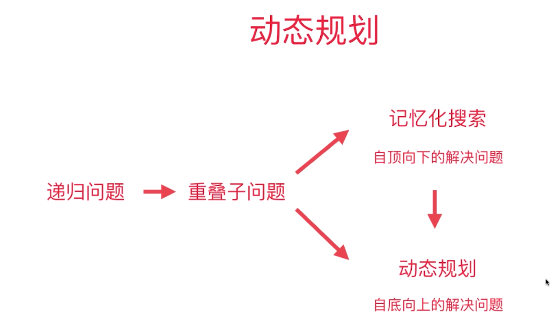 动态规划
记忆化搜索
自顶向下的解决问题
递归问题
重叠子问题
动态规划
自底向上的解决问题